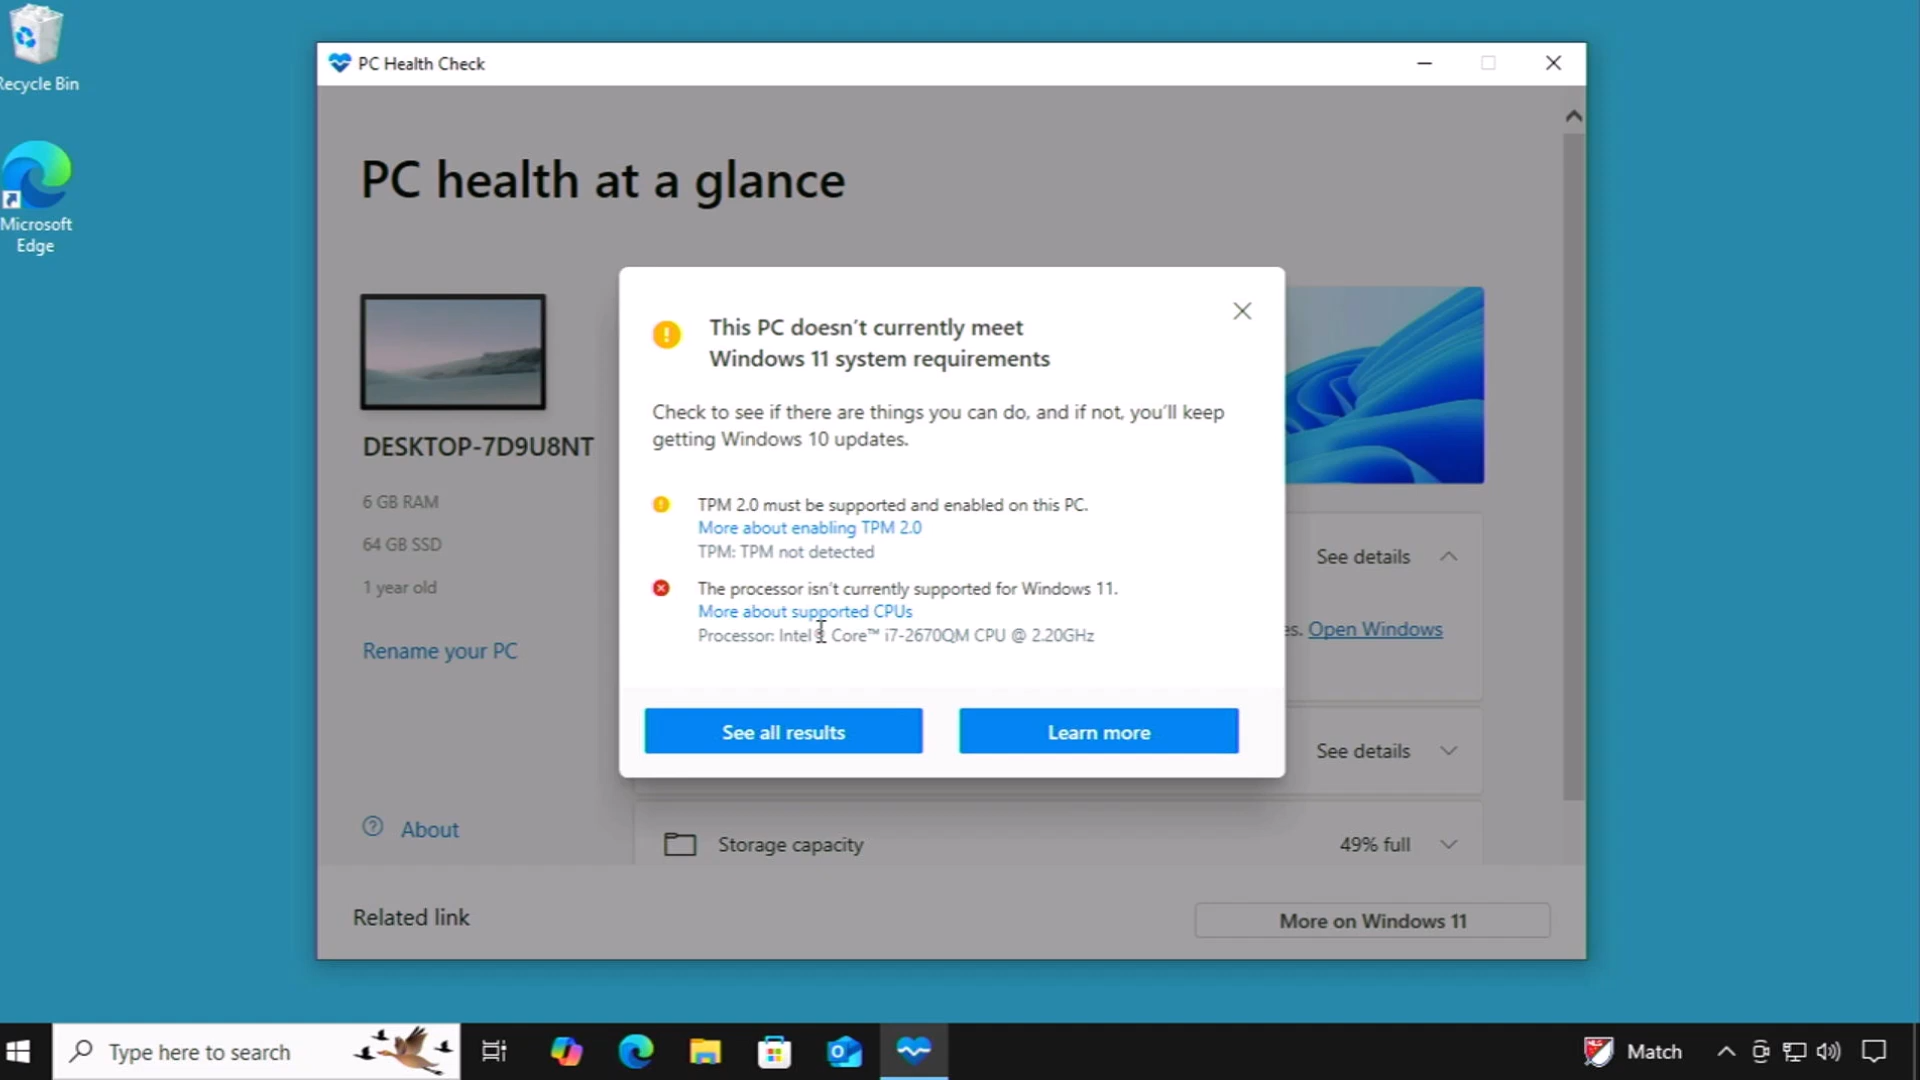 Recycle Bin
Microsoft
Edge
PC Health Check
PC health at a glance
DESKTOP-7D9U8NT
6 GB RAM
64 GB SSD
1 year old
Rename your PC
About
This PC doesn't currently meet
Windows 11 system requirements
Check to see if there are things you can do, and if not, you'll keep
getting Windows 10 updates.
TPM 2.0 must be supported and enabled on this PC.
More about enabling TPM 2.0
TPM: TPM not detected
The processor isn't currently supported for Windows 11.
More about supported CPUs
Processor: Intel® Core™ i7-2670QM CPU @ 2.20GHz
See all results
Learn more
See details
Open Windows
See details
Storage capacity
49% full
Related link
More on Windows 11
Type here to search
Match